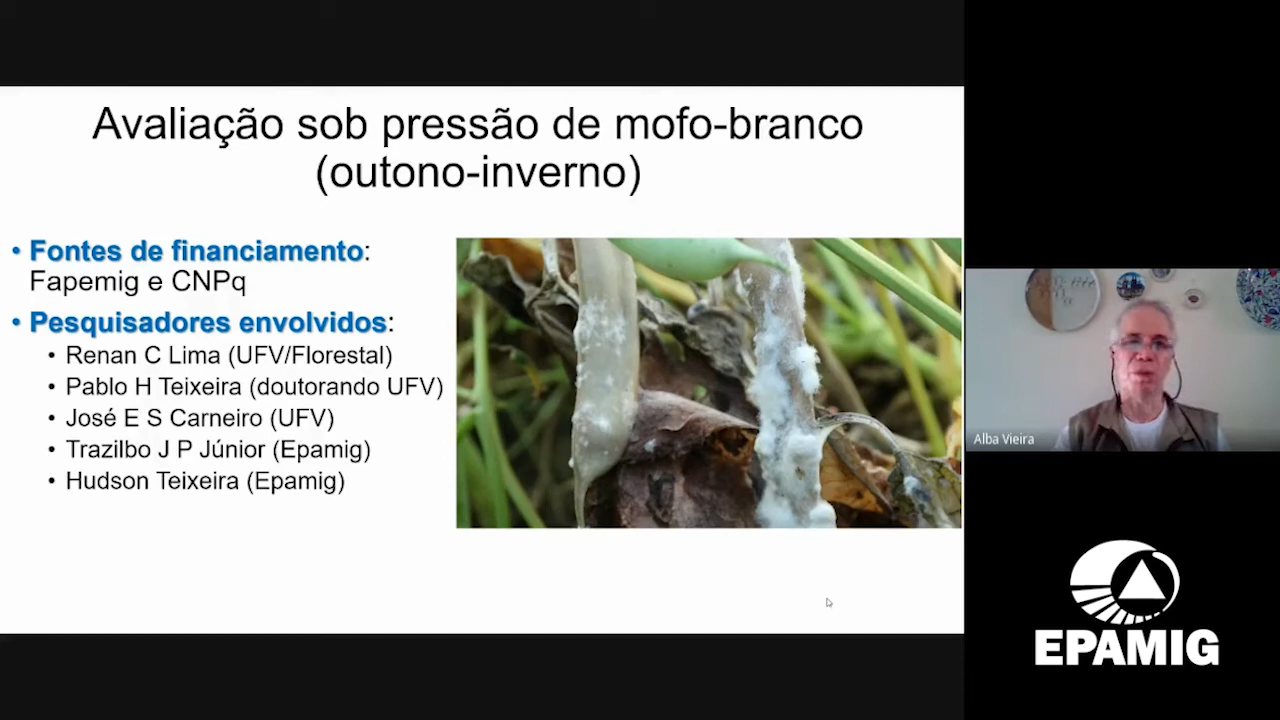 Avaliação sob pressão de mofo-branco
(outono-inverno)
• Fontes de financiamento:
Fapemig e CNPq
• Pesquisadores envolvidos:
• Renan C Lima (UFV/Florestal)
• Pablo H Teixeira (doutorando UFV)
• José E S Carneiro (UFV)
• Trazilbo J P Júnior (Epamig)
• Hudson Teixeira (Epamig)
Alba Vieira
EPAMIG